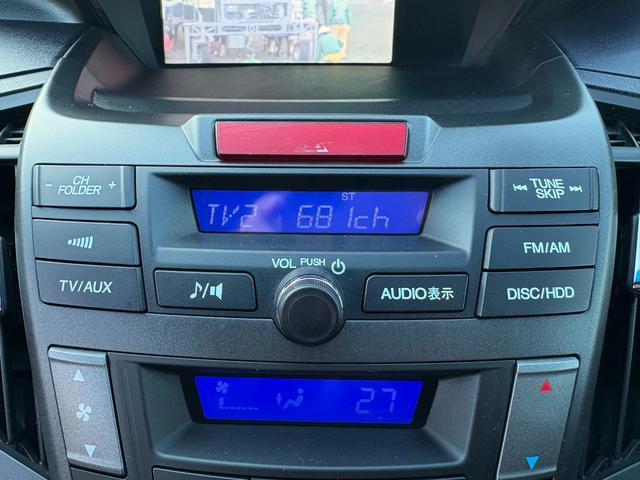 - CH FOLDER +
TUNE SKIP
ST
TV2 681ch
FM/AM
VOL PUSH
TV/AUX
AUDIO表示
DISC/HDD
27